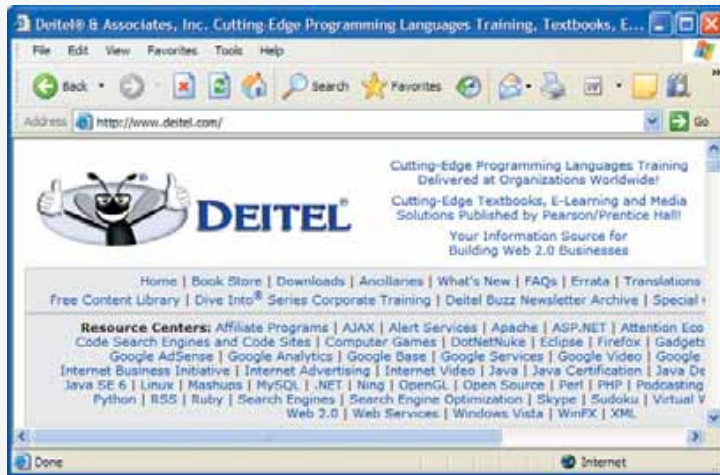 Deitel® & Associates, Inc. Cutting-Edge Programming Languages Training, Textbooks, E...
File Edit View Favorites Tools Help
Back Search Favorites
Address http://www.deitel.com/ Go
DEITEL®
Cutting-Edge Programming Languages Training
Delivered at Organizations Worldwide!
Cutting-Edge Textbooks, E-Learning and Media
Solutions Published by Pearson/Prentice Hall!
Your Information Source for
Building Web 2.0 Businesses
Home | Book Store | Downloads | Ancillaries | What's New | FAQs | Errata | Translations
Free Content Library | Dive Into® Series Corporate Training | Deitel Buzz Newsletter Archive | Special
Resource Centers: Affiliate Programs | AJAX | Alert Services | Apache | ASP.NET | Attention Eco
Code Search Engines and Code Sites | Computer Games | DotNetNuke | Eclipse | Firefox | Gadgets
Google AdSense | Google Analytics | Google Base | Google Services | Google Video | Google
Internet Business Initiative | Internet Advertising | Internet Video | Java | Java Certification | Java De
Java SE 6 | Linux | Mashups | MySQL | .NET | Ning | OpenGL | Open Source | Perl | PHP | Podcasting
Python | RSS | Ruby | Search Engines | Search Engine Optimization | Skype | Sudoku | Virtual W
Web 2.0 | Web Services | Windows Vista | WinFX | XML
Done Internet